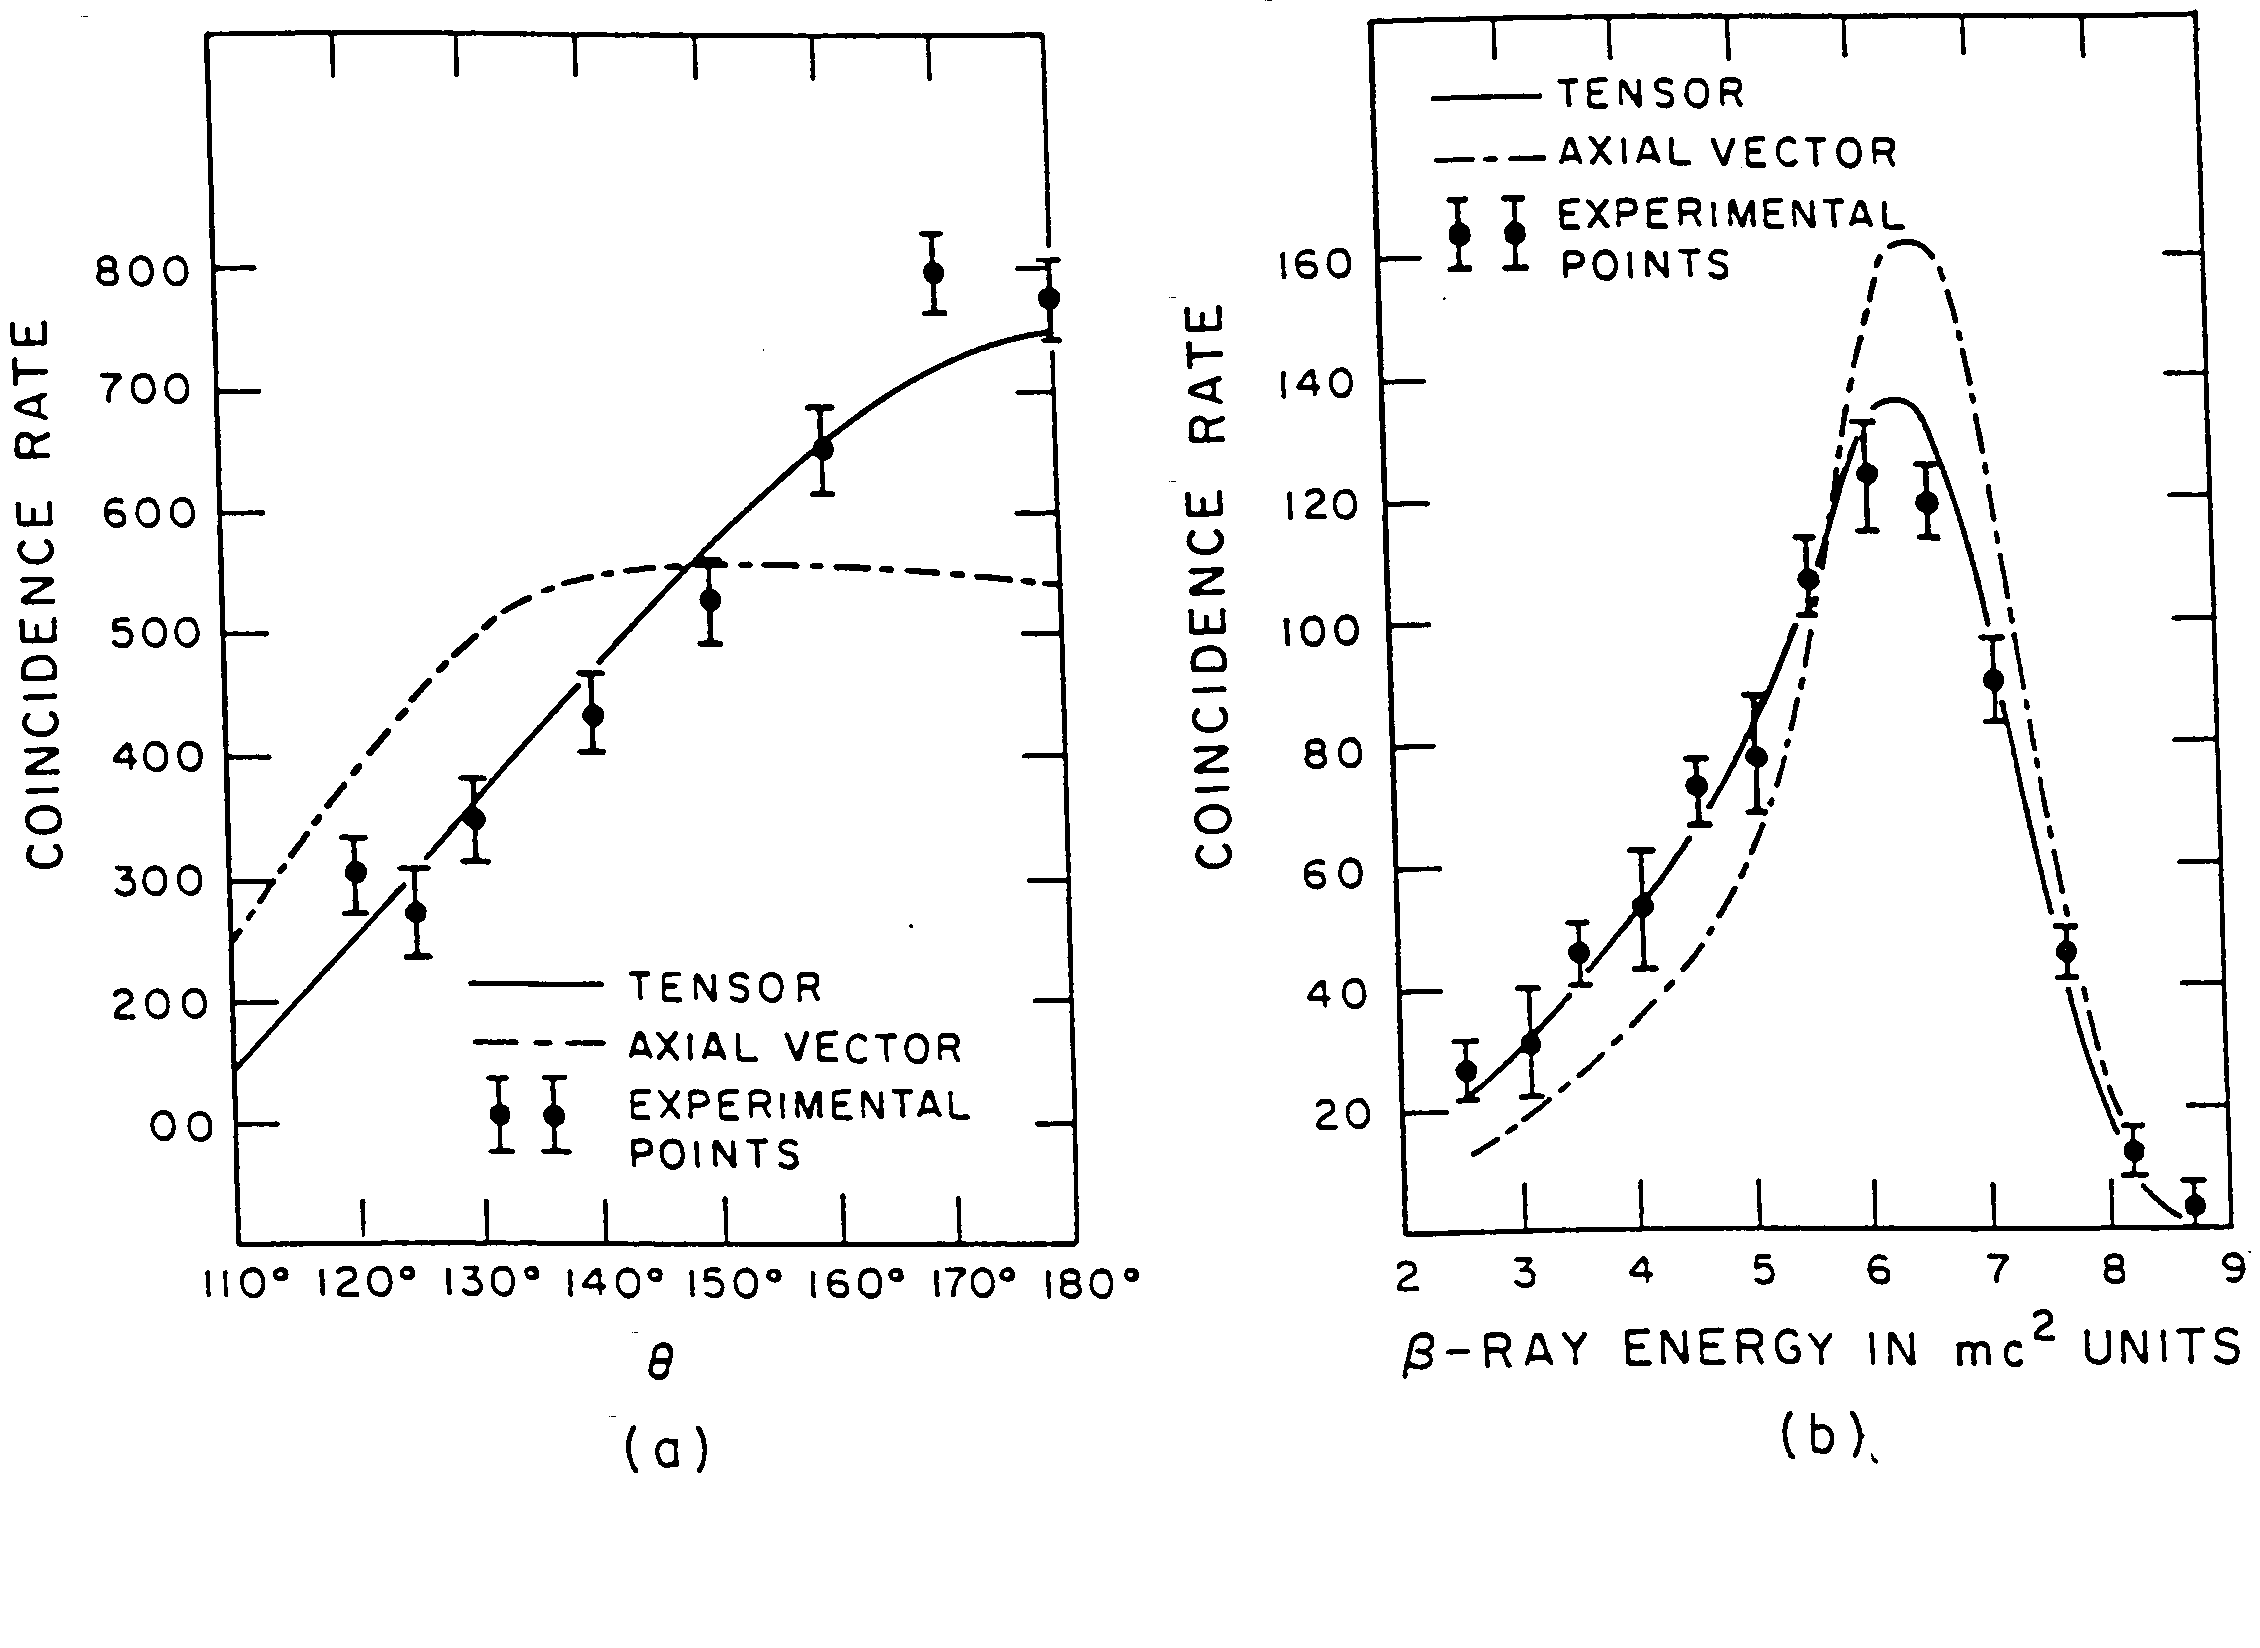 COINCIDENCE RATE
800
700
600
500
400
300
200
00
TENSOR
AXIAL VECTOR
EXPERIMENTAL
POINTS
110° 120° 130° 140° 150° 160° 170° 180°
θ
(a)
COINCIDENCE RATE
TENSOR
AXIAL VECTOR
EXPERIMENTAL
POINTS
160
140
120
100
80
60
40
20
2 3 4 5 6 7 8 9
β-RAY ENERGY IN mc² UNITS
(b)